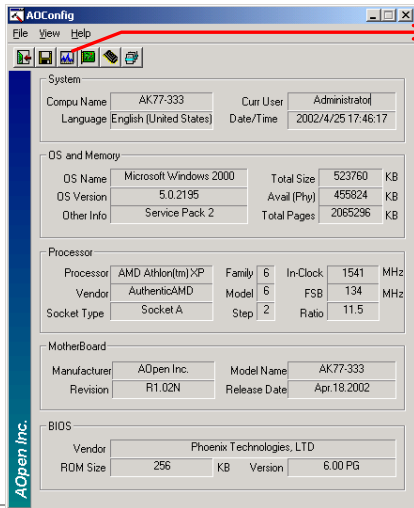 AOConfig
File View Help
System
Compu Name AK77-333 Curr User Administrator
Language English (United States) Date/Time 2002/4/25 17:46:17
OS and Memory
OS Name Microsoft Windows 2000 Total Size 523760 KB
OS Version 5.0.2195 Avail (Phy) 455824 KB
Other Info Service Pack 2 Total Pages 2065296 KB
Processor
Processor AMD Athlon(tm) XP Family 6 In-Clock 1541 MHz
Vendor AuthenticAMD Model 6 FSB 134 MHz
Socket Type Socket A Step 2 Ratio 11.5
MotherBoard
Manufacturer AOpen Inc. Model Name AK77-333
Revision R1.02N Release Date Apr.18.2002
BIOS
Vendor Phoenix Technologies, LTD
ROM Size 256 KB Version 6.00 PG
AOpen Inc.